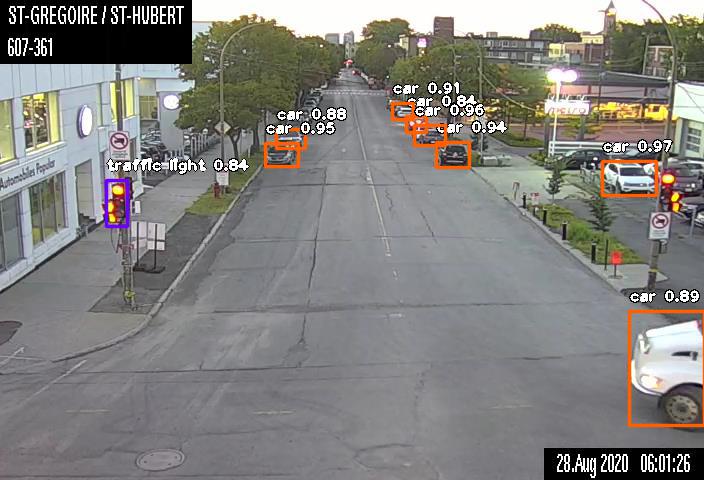 ST-GREGOIRE / ST-HUBERT
607-361
car 0.91
car 0.84
car 0.88
car 0.96
car 0.95
car 0.94
car 0.97
traffic light 0.84
Automobiles Popular
car 0.89
28.Aug 2020 06:01:26